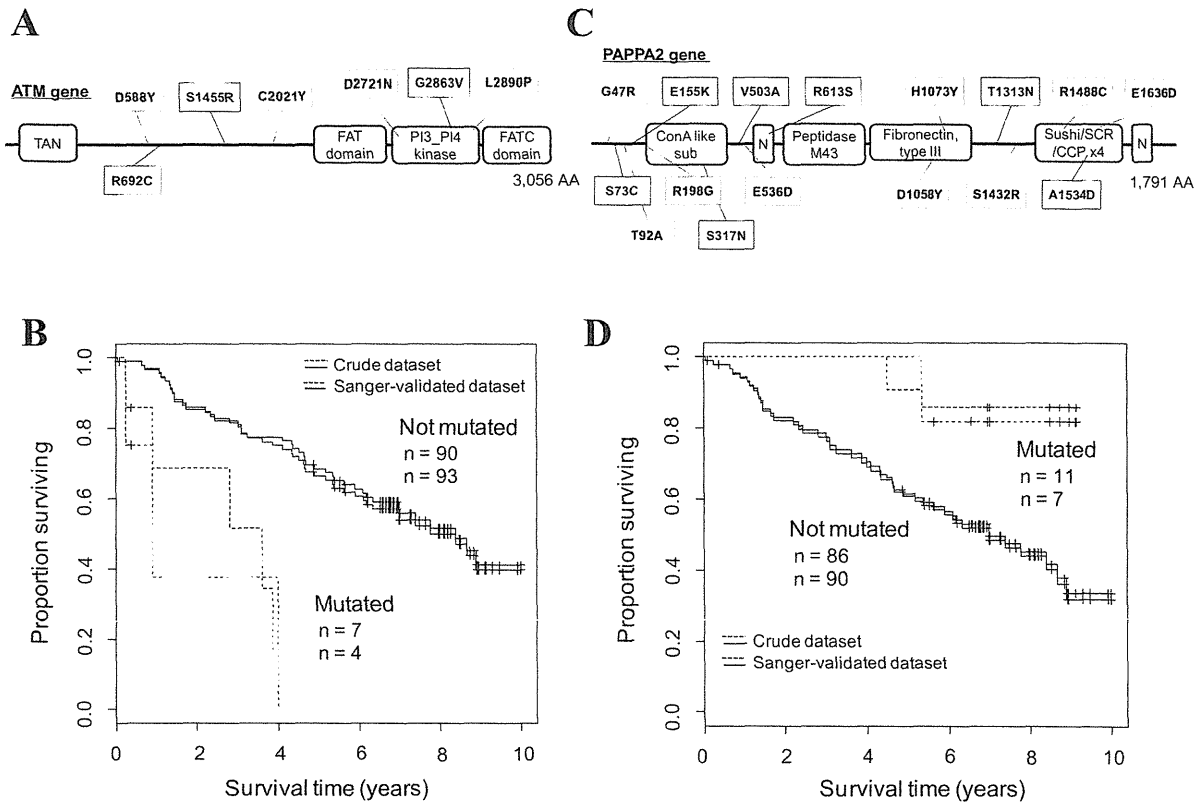 A
ATM gene
D588Y
S1455R
C2021Y
D2721N
G2863V
L2890P
TAN
FAT domain
PI3_PI4 kinase
FATC domain
R692C
3,056 AA
C
PAPPA2 gene
G47R
E155K
V503A
R613S
H1073Y
T1313N
R1488C
E1636D
ConA like sub
N
Peptidase M43
Fibronectin, type III
Sushi/SCR /CCP x4
N
1,791 AA
S73C
R198G
E536D
D1058Y
S1432R
A1534D
T92A
S317N
B
Proportion surviving
1.0
0.8
0.6
0.4
0.2
0.0
Crude dataset
Sanger-validated dataset
Not mutated
n = 90
n = 93
Mutated
n = 7
n = 4
0 2 4 6 8 10
Survival time (years)
D
Proportion surviving
1.0
0.8
0.6
0.4
0.2
0.0
Mutated
n = 11
n = 7
Not mutated
n = 86
n = 90
Crude dataset
Sanger-validated dataset
0 2 4 6 8 10
Survival time (years)